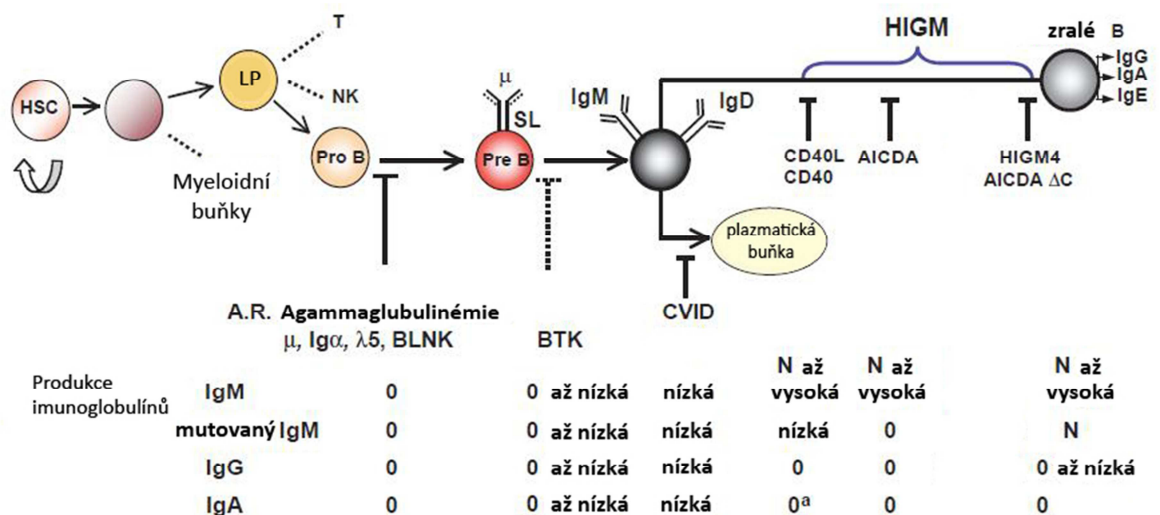 T
HIGM
zralé B
IgG
IgA
IgE
LP
HSC
NK
μ
SL
IgM
IgD
Pro B
Pre B
CD40L
CD40
AICDA
HIGM4
AICDA ΔC
Myeloidní
buňky
plazmatická
buňka
A.R. Agammaglubulinémie
μ, Igα, λ5, BLNK
BTK
CVID
Produkce
imunoglobulínů
IgM 0 0 až nízká nízká N až vysoká N až vysoká N až vysoká
mutovaný IgM 0 0 až nízká nízká nízká 0 N
IgG 0 0 až nízká nízká 0 0 0 až nízká
IgA 0 0 až nízká nízká 0ᵃ 0 0